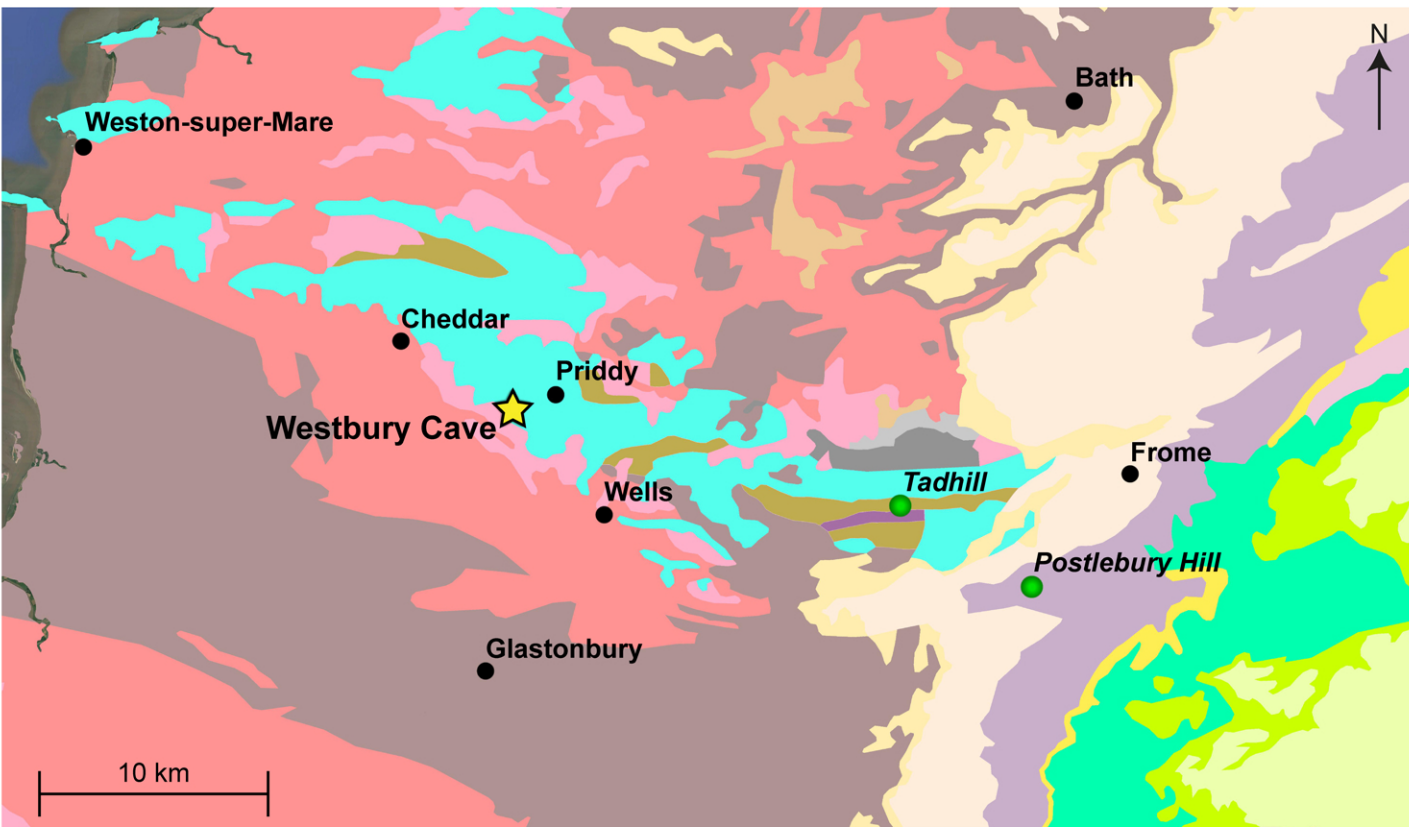 N
Bath
Weston-super-Mare
Cheddar
Priddy
Westbury Cave
Frome
Tadhill
Wells
Postlebury Hill
Glastonbury
10 km